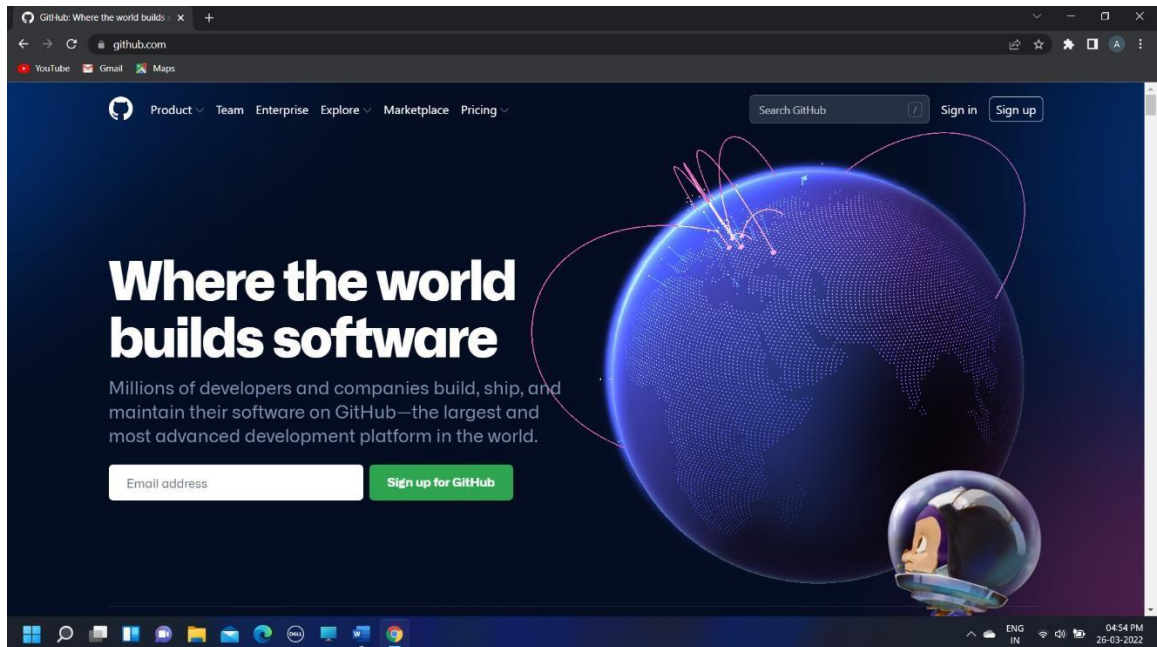 GitHub: Where the world builds s
github.com
A
YouTube Gmail Maps
Product Team Enterprise Explore Marketplace Pricing Search GitHub / Sign in Sign up
Where the world
builds software
Millions of developers and companies build, ship, and
maintain their software on GitHub—the largest and
most advanced development platform in the world.
Email address Sign up for GitHub
DELL W ENG 04:54 PM
IN 26-03-2022